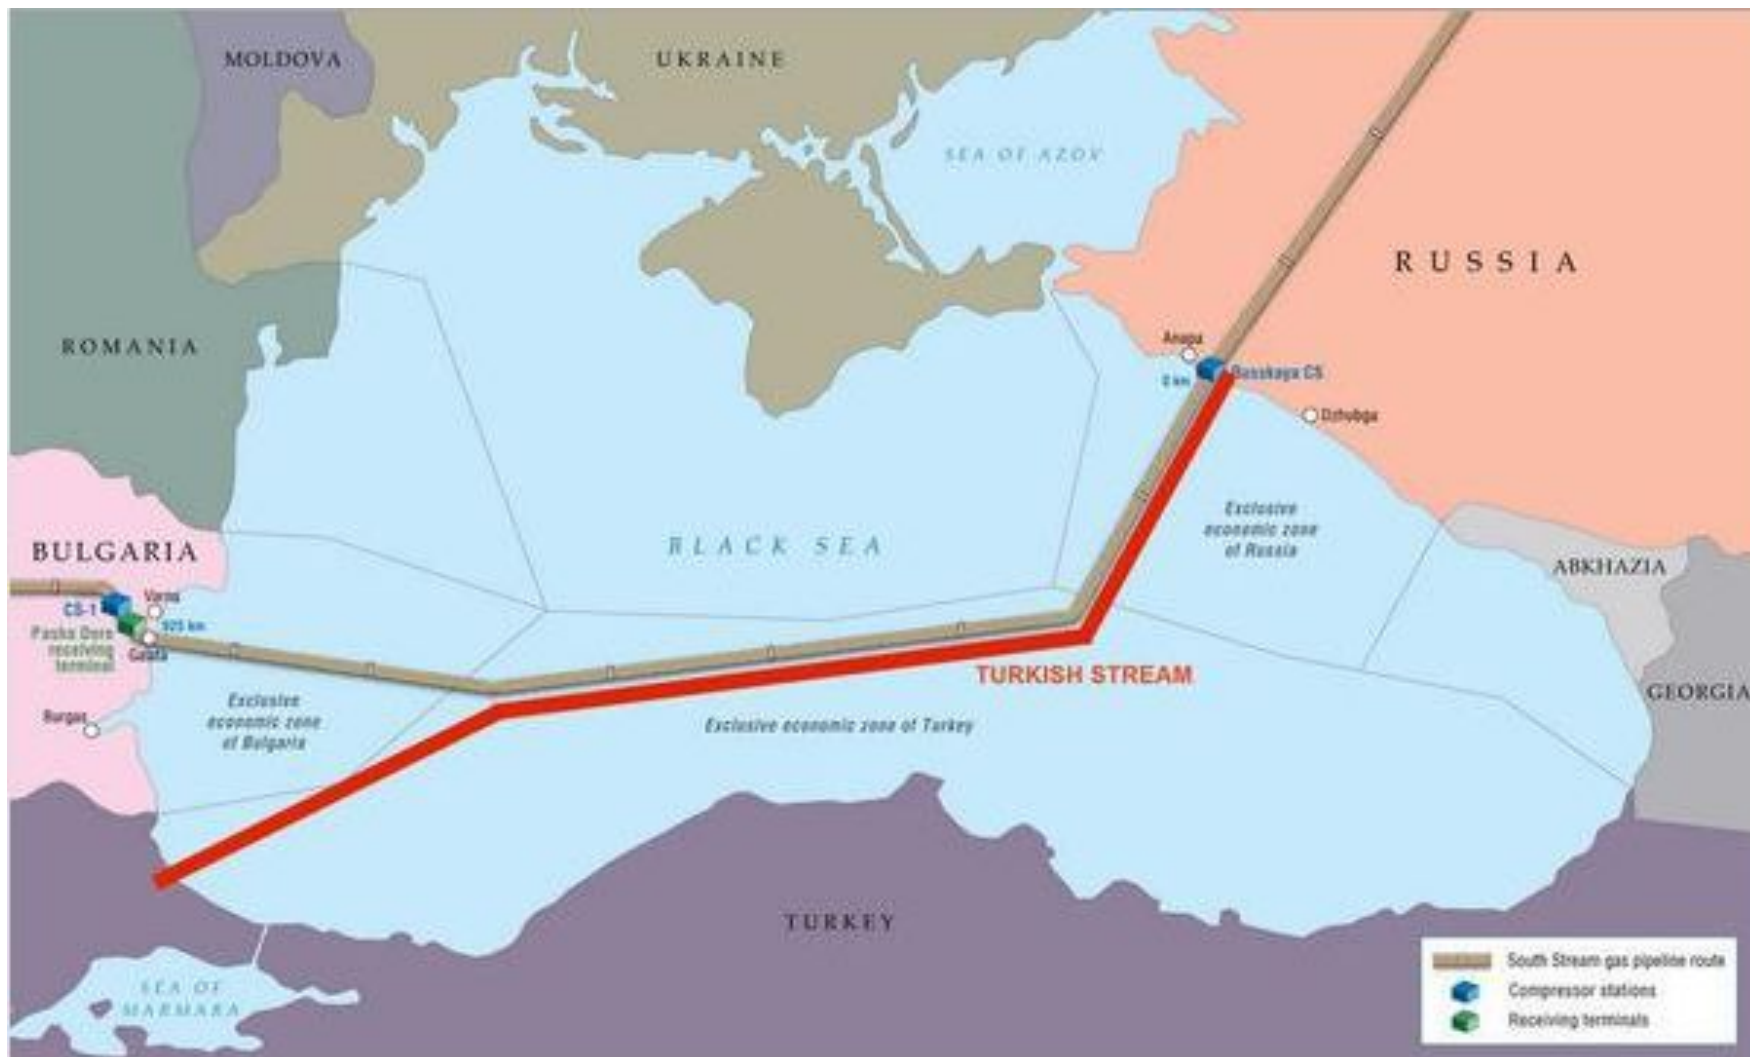 MOLDOVA
UKRAINE
SEA OF AZOV
RUSSIA
ROMANIA
Anapa
0 km
Russkaya CS
Dzhubga
Exclusive
economic zone
of Russia
BLACK SEA
BULGARIA
ABKHAZIA
Varna
CS-1
925 km
Galata
receiving
terminal
TURKISH STREAM
GEORGIA
Exclusive
economic zone
of Bulgaria
Burgas
Exclusive economic zone of Turkey
TURKEY
SEA OF
MARMARA
South Stream gas pipeline route
Compressor stations
Receiving terminals